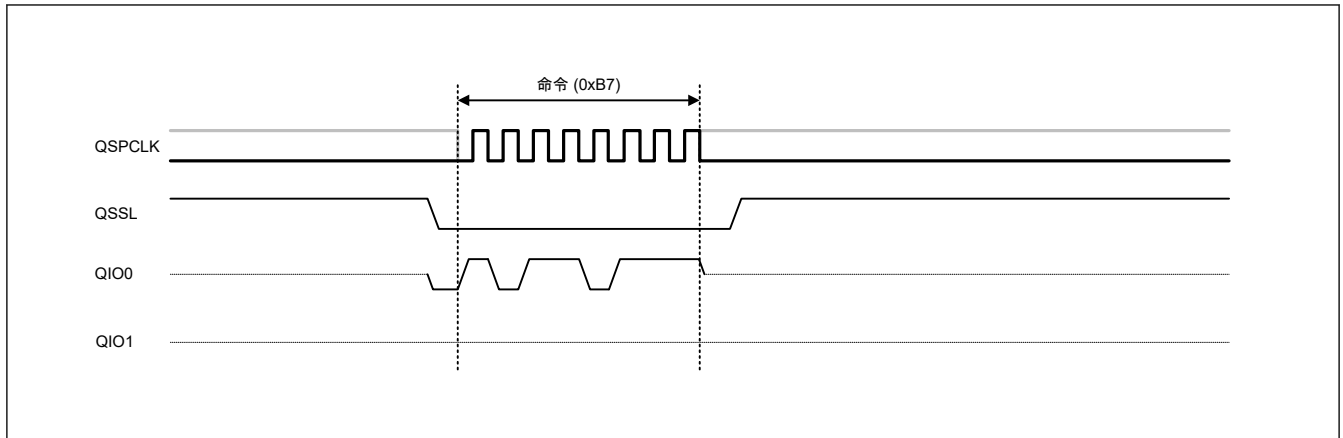 命令 (0xB7)
QSPCLK
QSSL
QIO0
QIO1